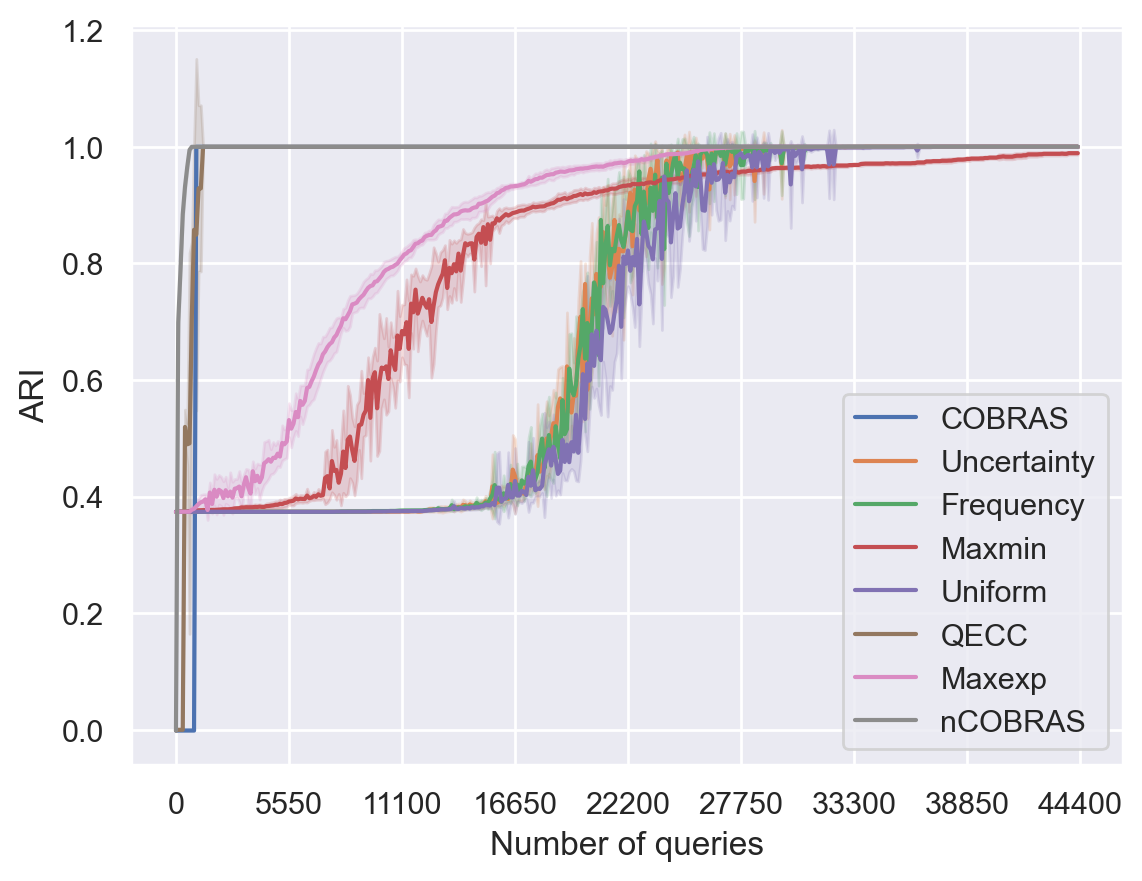 1.2
1.0
0.8
0.6
0.4
0.2
0.0
ARI
COBRAS
Uncertainty
Frequency
Maxmin
Uniform
QECC
Maxexp
nCOBRAS
0 5550 11100 16650 22200 27750 33300 38850 44400
Number of queries